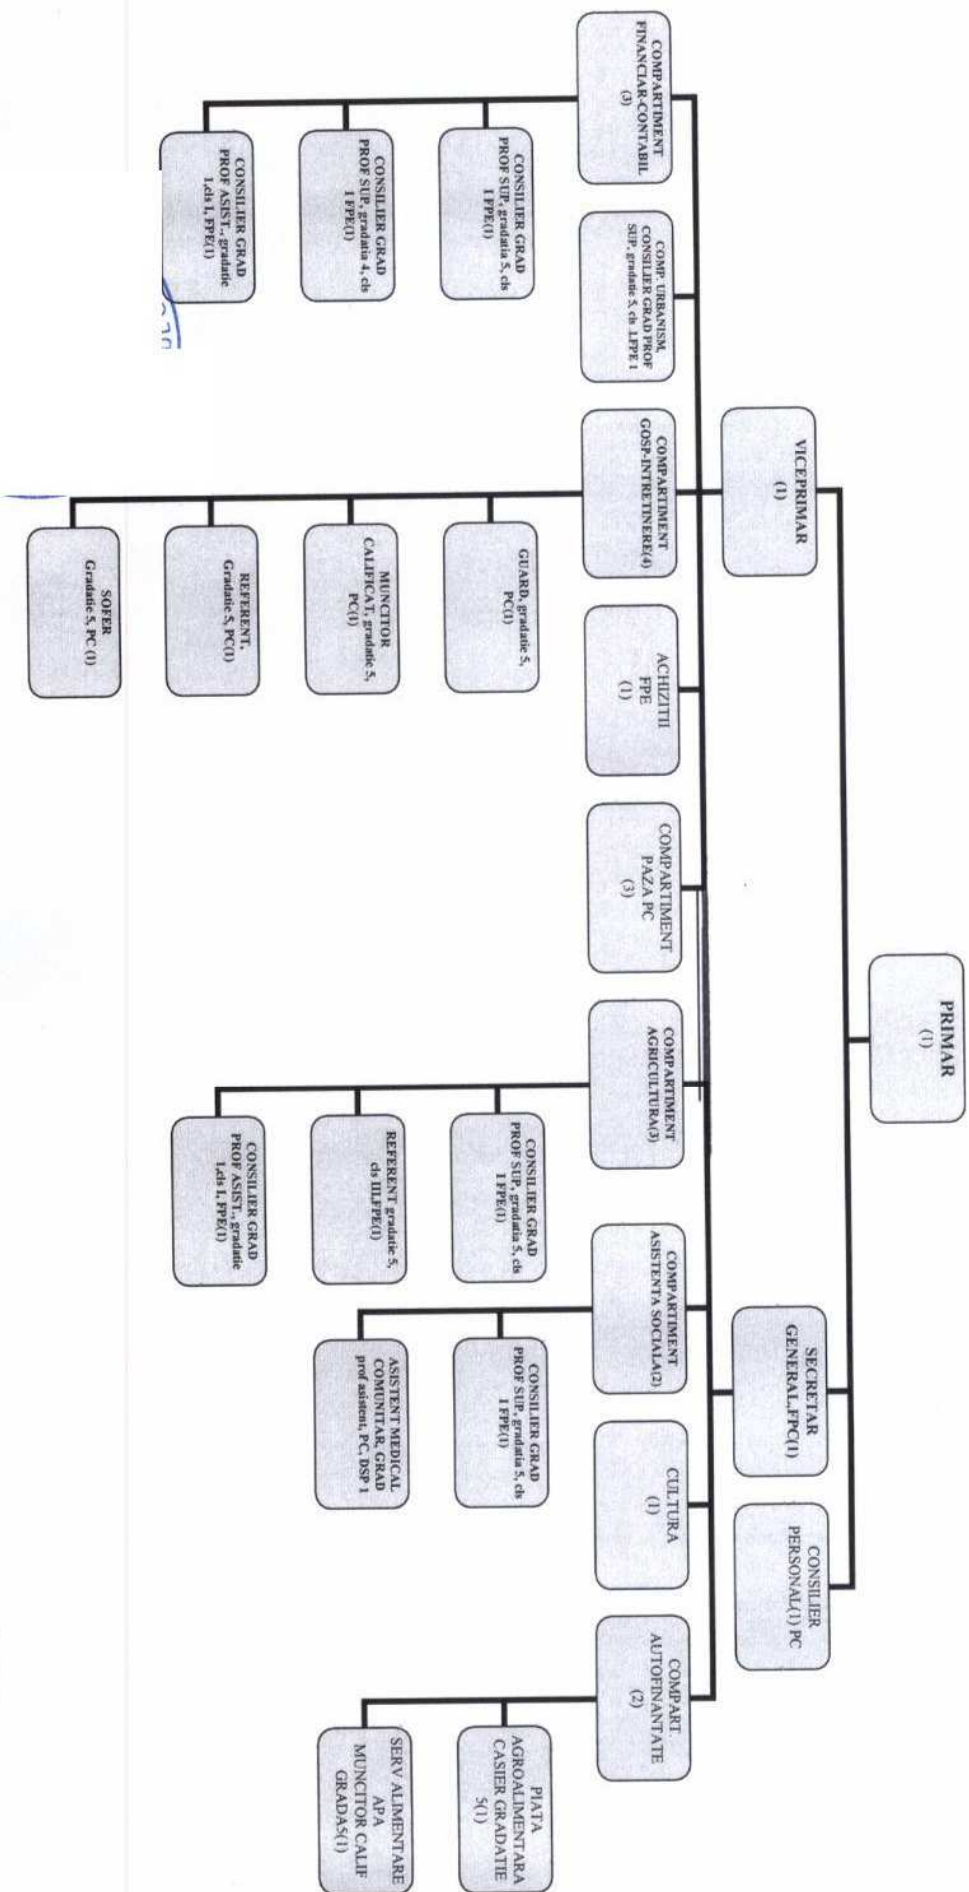 PRIMAR
(1)
VICEPRIMAR
(1)
SECRETAR
GENERAL,FPC(1)
CONSILIER
PERSONAL(1) PC
COMPARTIMENT
FINANCIAR-CONTABIL
(3)
CONSILIER GRAD
PROF SUP, gradatia 5, cls
I FPE(1)
CONSILIER GRAD
PROF SUP, gradatia 4, cls
I FPE(1)
CONSILIER GRAD
PROF ASIST., gradatie
1,cls I, FPE(1)
COMP. URBANISM,
CONSILIER GRAD PROF
SUP, gradatie 5, cls .I.FPE 1
COMPARTIMENT
GOSP-INTRETINERE(4)
GUARD, gradatie 5,
PC(1)
MUNCITOR
CALIFICAT, gradatie 5,
PC(1)
REFERENT,
Gradatie 5, PC(1)
SOFER
Gradatie 5, PC (1)
ACHIZITII
FPE
(1)
COMPARTIMENT
PAZA PC
(3)
COMPARTIMENT
AGRICULTURA(3)
CONSILIER GRAD
PROF SUP, gradatia 5, cls
I FPE(1)
REFERENT gradatie 5,
cls III.FPE(1)
CONSILIER GRAD
PROF ASIST., gradatie
1,cls I, FPE(1)
COMPARTIMENT
ASISTENTA SOCIALA(2)
CONSILIER GRAD
PROF SUP, gradatia 5, cls
I FPE(1)
ASISTENT MEDICAL
COMUNITAR, GRAD
prof asistent, PC, DSP 1
CULTURA
(1)
COMPART.
AUTOFINANTATE
(2)
PIATA
AGROALIMENTARA
CASIER GRADATIE
5(1)
SERV ALIMENTARE
APA
MUNCITOR CALIF
GRADA5(1)